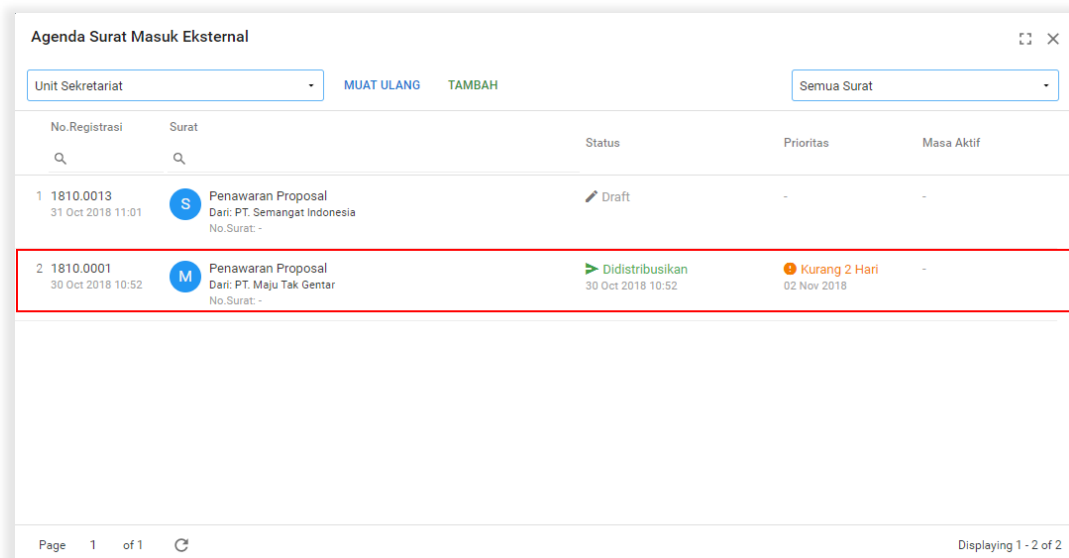 Agenda Surat Masuk Eksternal
Unit Sekretariat MUAT ULANG TAMBAH Semua Surat
No.Registrasi Surat Status Prioritas Masa Aktif
1 1810.0013 S Penawaran Proposal Draft - -
31 Oct 2018 11:01 Dari: PT. Semangat Indonesia
No.Surat: -
2 1810.0001 M Penawaran Proposal Didistribusikan Kurang 2 Hari -
30 Oct 2018 10:52 Dari: PT. Maju Tak Gentar 30 Oct 2018 10:52 02 Nov 2018
No.Surat: -
Page 1 of 1 Displaying 1 - 2 of 2